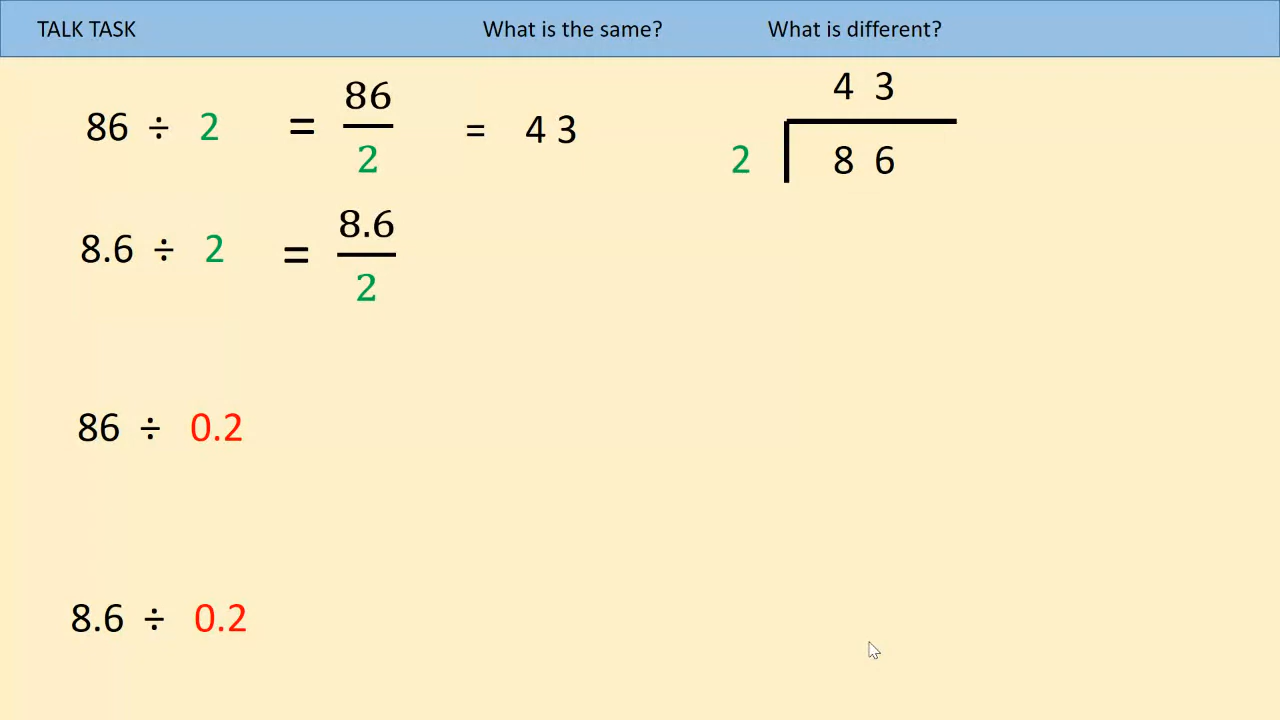 TALK TASK What is the same? What is different?
86 ÷ 2 = 86/2 = 4 3
4 3
2 8 6
8.6 ÷ 2 = 8.6/2
86 ÷ 0.2
8.6 ÷ 0.2